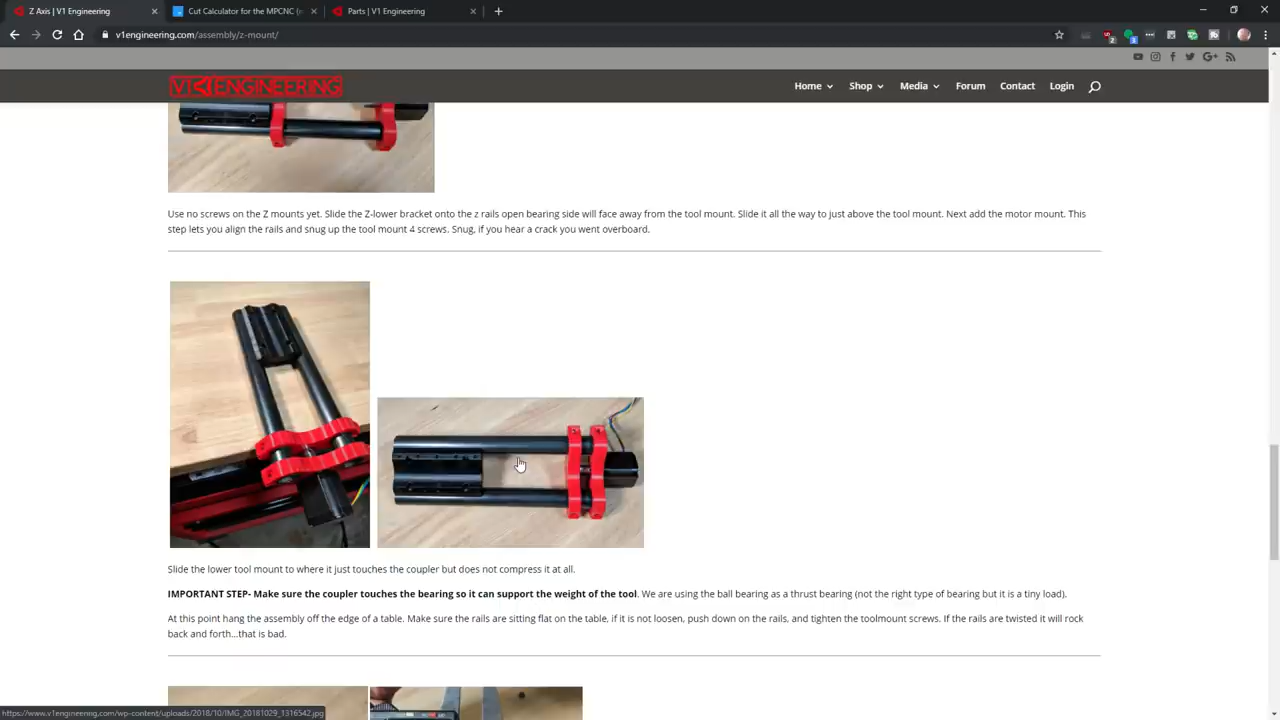 Z Axis | V1 Engineering
Cut Calculator for the MPCNC (m
Parts | V1 Engineering
v1engineering.com/assembly/z-mount/
V1 ENGINEERING
Home
Shop
Media
Forum
Contact
Login
Use no screws on the Z mounts yet. Slide the Z-lower bracket onto the z rails open bearing side will face away from the tool mount. Slide it all the way to just above the tool mount. Next add the motor mount. This
step lets you align the rails and snug up the tool mount 4 screws. Snug, if you hear a crack you went overboard.
Slide the lower tool mount to where it just touches the coupler but does not compress it at all.
IMPORTANT STEP- Make sure the coupler touches the bearing so it can support the weight of the tool. We are using the ball bearing as a thrust bearing (not the right type of bearing but it is a tiny load).
At this point hang the assembly off the edge of a table. Make sure the rails are sitting flat on the table, if it is not loosen, push down on the rails, and tighten the toolmount screws. If the rails are twisted it will rock
back and forth...that is bad.
https://www.v1engineering.com/wp-content/uploads/2018/10/IMG_20181029_1316542.jpg